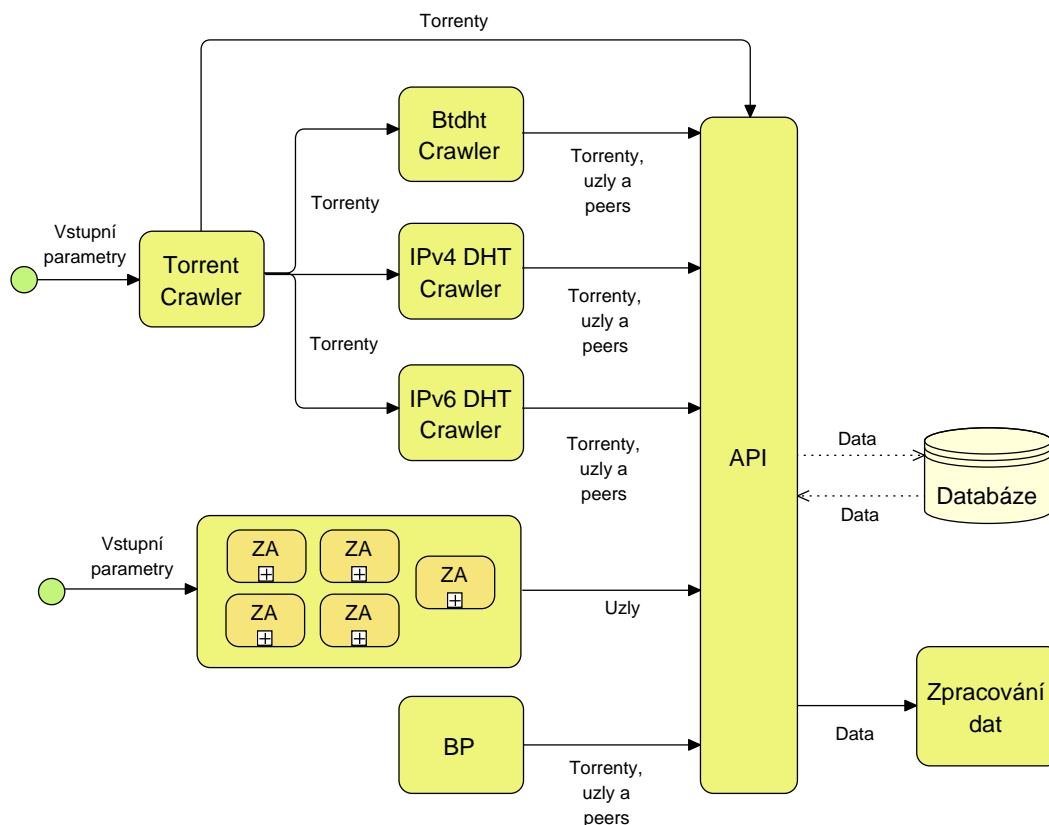 Torrenty
Btdht
Crawler
Torrenty,
uzly a
peers
Torrenty
Vstupní
parametry
Torrent
Crawler
IPv4 DHT
Crawler
Torrenty,
uzly a
peers
Torrenty
IPv6 DHT
Crawler
Torrenty,
uzly a
peers
API
Data
Databáze
Data
Vstupní
parametry
ZA
ZA
ZA
ZA
ZA
Uzly
BP
Torrenty,
uzly a
peers
Data
Zpracování
dat